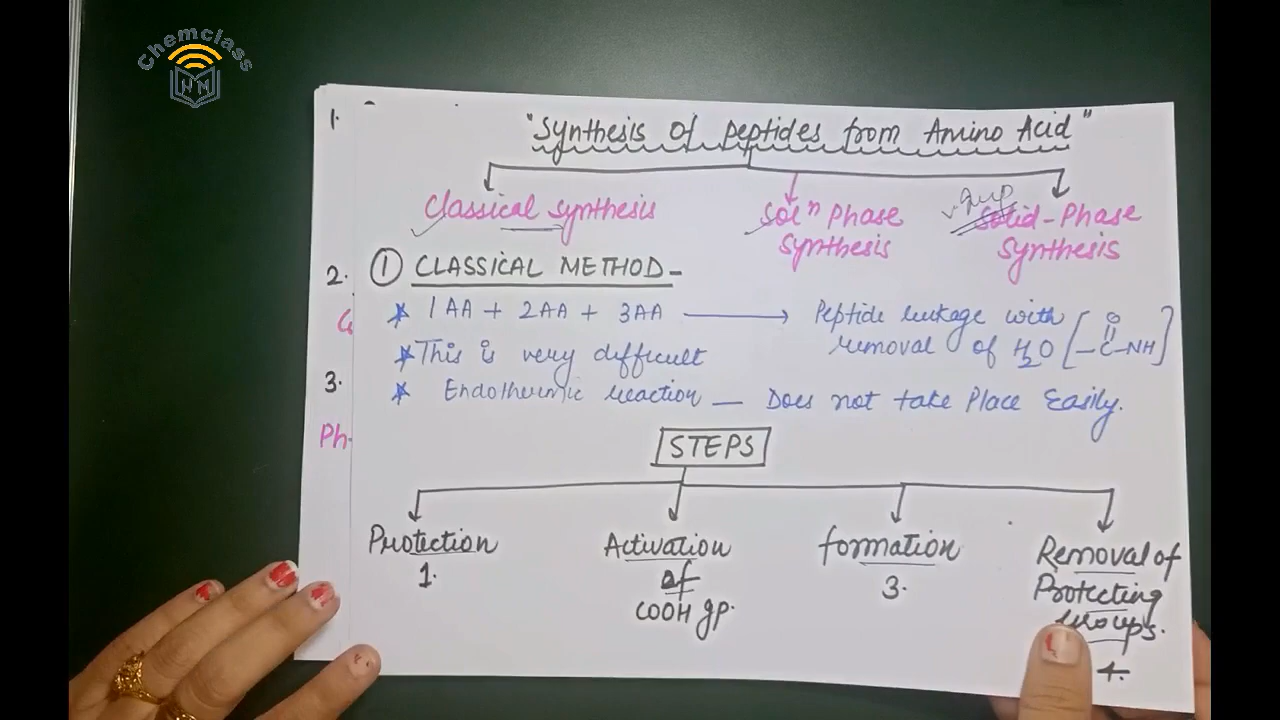 Chemclass
NM
1.
"Synthesis of peptides from Amino Acid"
Classical synthesis
Solⁿ Phase
Synthesis
Solid-Phase
Synthesis
2.
① CLASSICAL METHOD-
* 1AA + 2AA + 3AA ⟶ Peptide leukage with
removal of H2O [-C-NH]
O
* This is very difficult
3.
* Endothermic reaction — Does not take Place Easily.
Ph.
STEPS
Protection
1.
Activation
of
COOH gp.
formation
3.
Removal of
Protecting
Groups.
4.